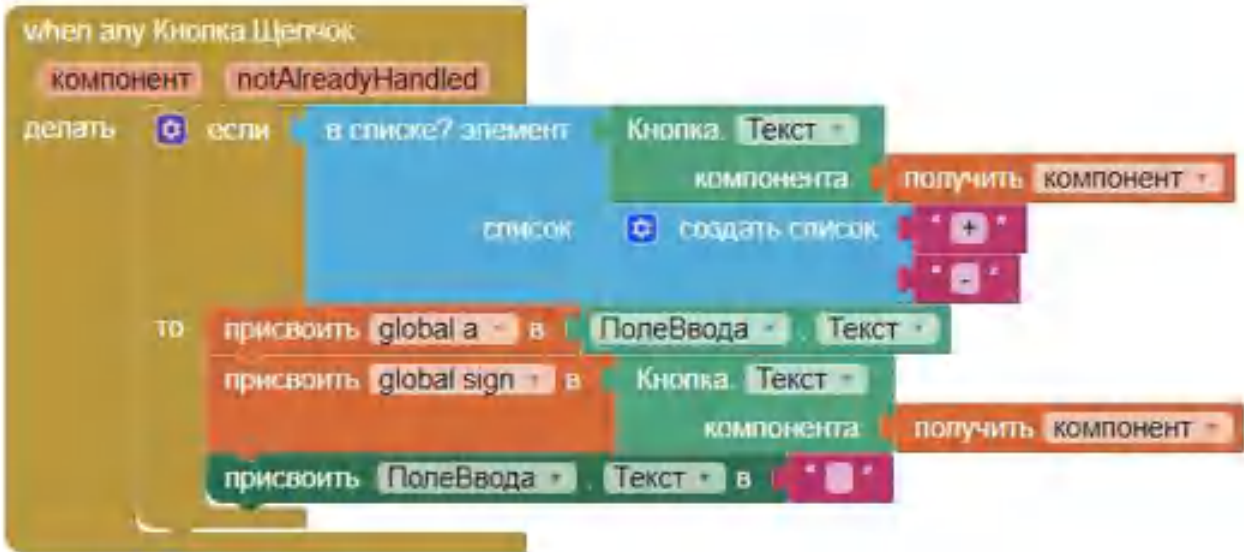 when any Кнопка.Щелчок
компонент notAlreadyHandled
делать если в списке? элемент Кнопка. Текст
компонента получить компонент
список создать список " + "
" - "
то присвоить global a в ПолеВвода . Текст
присвоить global sign в Кнопка. Текст
компонента получить компонент
присвоить ПолеВвода . Текст в " "